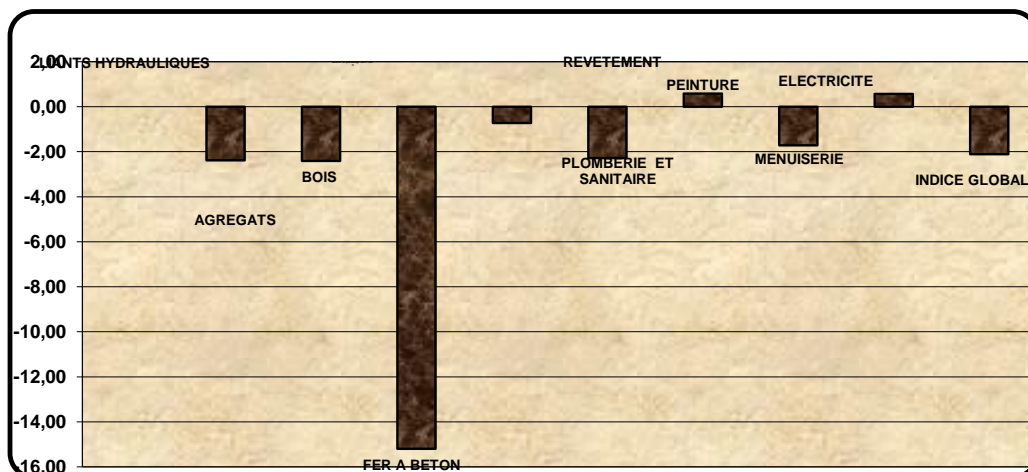 2,00
LIANTS HYDRAULIQUES
REVETEMENT
PEINTURE
ELECTRICITE
0,00
-2,00
PLOMBERIE ET
SANITAIRE
MENUISERIE
BOIS
INDICE GLOBAL
-4,00
AGREGATS
-6,00
-8,00
-10,00
-12,00
-14,00
-16,00
FER A BETON